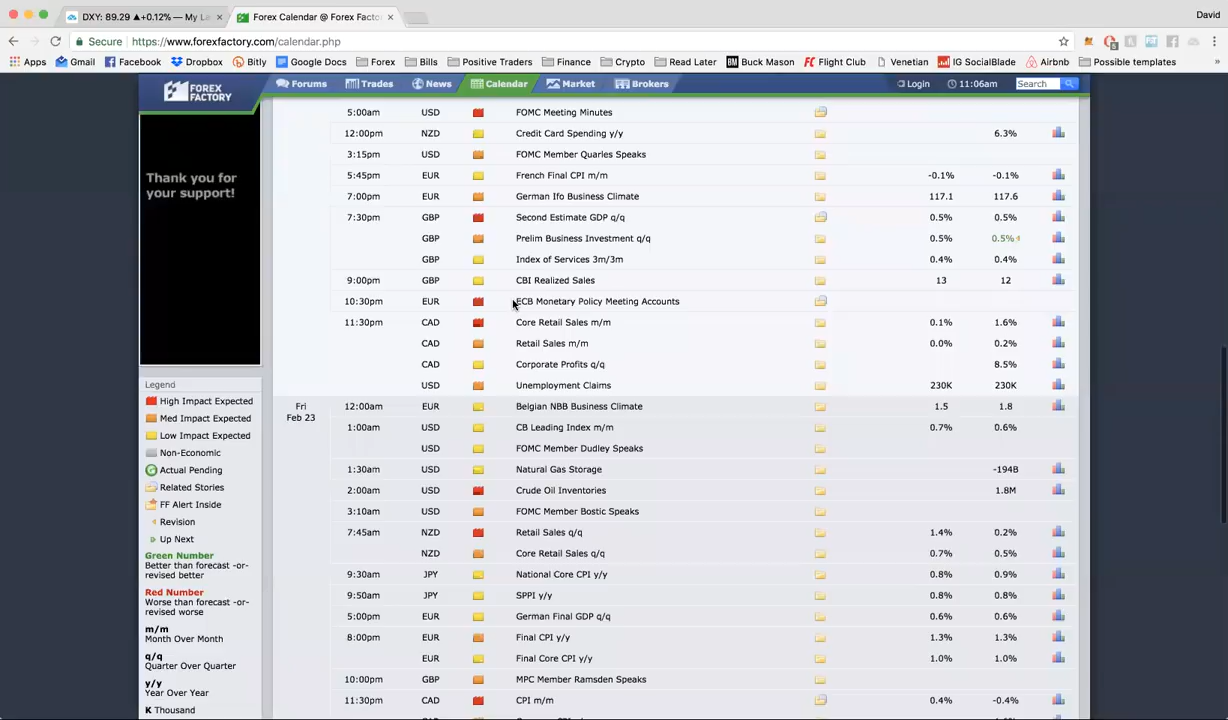 DXY: 89.29 ▲+0.12% — My La
Forex Calendar @ Forex Facto
David
Secure
https://www.forexfactory.com/calendar.php
Apps Gmail Facebook Dropbox Bitly Google Docs Forex Bills Positive Traders Finance Crypto Read Later Buck Mason Flight Club Venetian IG SocialBlade Airbnb Possible templates
FOREX FACTORY
Forums Trades News Calendar Market Brokers Login 11:06am Search
Thank you for
your support!
5:00am USD FOMC Meeting Minutes
12:00pm NZD Credit Card Spending y/y 6.3%
3:15pm USD FOMC Member Quarles Speaks
5:45pm EUR French Final CPI m/m -0.1% -0.1%
7:00pm EUR German Ifo Business Climate 117.1 117.6
7:30pm GBP Second Estimate GDP q/q 0.5% 0.5%
GBP Prelim Business Investment q/q 0.5% 0.5%
GBP Index of Services 3m/3m 0.4% 0.4%
9:00pm GBP CBI Realized Sales 13 12
10:30pm EUR ECB Monetary Policy Meeting Accounts
11:30pm CAD Core Retail Sales m/m 0.1% 1.6%
CAD Retail Sales m/m 0.0% 0.2%
CAD Corporate Profits q/q 8.5%
USD Unemployment Claims 230K 230K
Fri
Feb 23
12:00am EUR Belgian NBB Business Climate 1.5 1.8
1:00am USD CB Leading Index m/m 0.7% 0.6%
USD FOMC Member Dudley Speaks
1:30am USD Natural Gas Storage -194B
2:00am USD Crude Oil Inventories 1.8M
3:10am USD FOMC Member Bostic Speaks
7:45am NZD Retail Sales q/q 1.4% 0.2%
NZD Core Retail Sales q/q 0.7% 0.5%
9:30am JPY National Core CPI y/y 0.8% 0.9%
9:50am JPY SPPI y/y 0.8% 0.8%
5:00pm EUR German Final GDP q/q 0.6% 0.6%
8:00pm EUR Final CPI y/y 1.3% 1.3%
EUR Final Core CPI y/y 1.0% 1.0%
10:00pm GBP MPC Member Ramsden Speaks
11:30pm CAD CPI m/m 0.4% -0.4%
Legend
High Impact Expected
Med Impact Expected
Low Impact Expected
Non-Economic
Actual Pending
Related Stories
FF Alert Inside
Revision
Up Next
Green Number
Better than forecast -or-
revised better
Red Number
Worse than forecast -or-
revised worse
m/m
Month Over Month
q/q
Quarter Over Quarter
y/y
Year Over Year
K Thousand